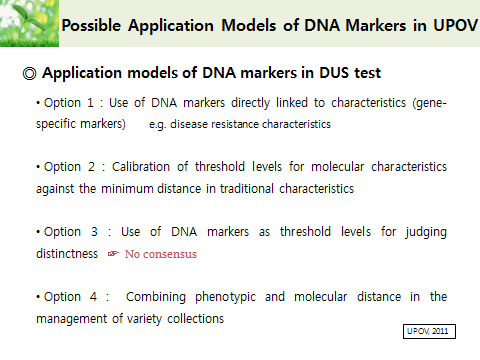 Possible Application Models of DNA Markers in UPOV
◎ Application models of DNA markers in DUS test
• Option 1 : Use of DNA markers directly linked to characteristics (gene-
specific markers) e.g. disease resistance characteristics
• Option 2 : Calibration of threshold levels for molecular characteristics
against the minimum distance in traditional characteristics
• Option 3 : Use of DNA markers as threshold levels for judging
distinctness ☞ No consensus
• Option 4 : Combining phenotypic and molecular distance in the
management of variety collections
UPOV, 2011